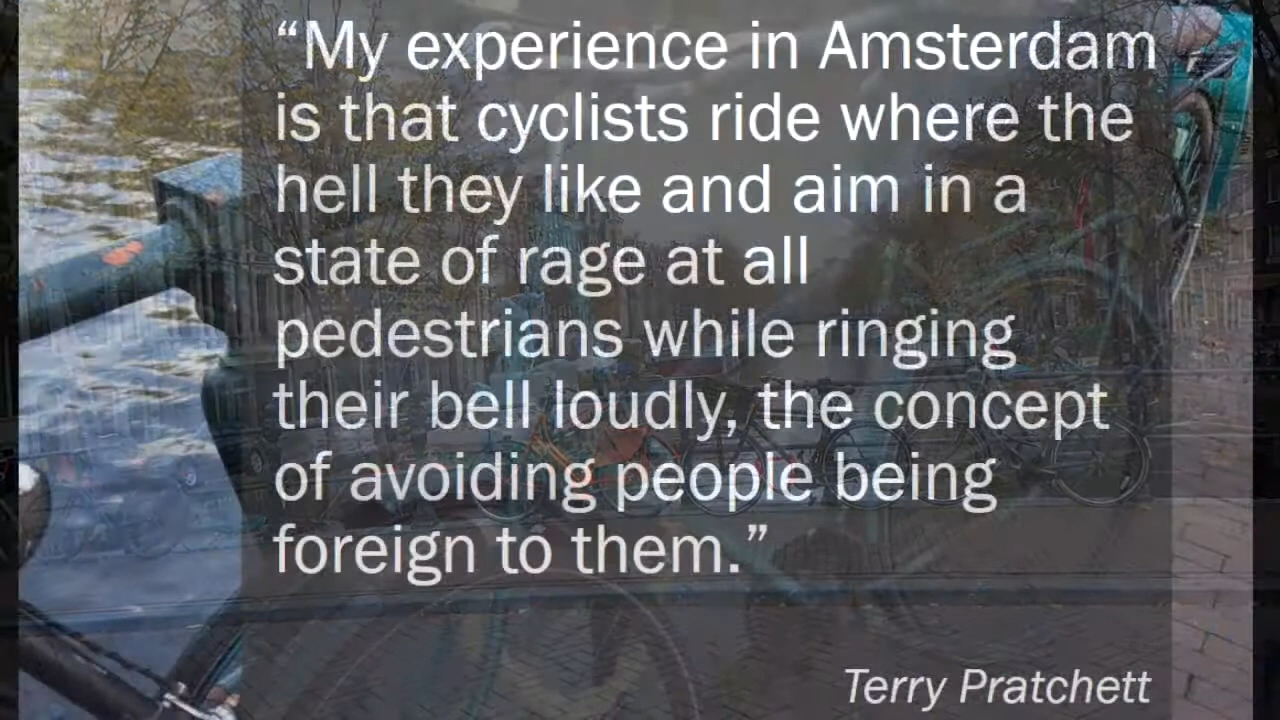 “My experience in Amsterdam
is that cyclists ride where the
hell they like and aim in a
state of rage at all
pedestrians while ringing
their bell loudly, the concept
of avoiding people being
foreign to them.”
Terry Pratchett